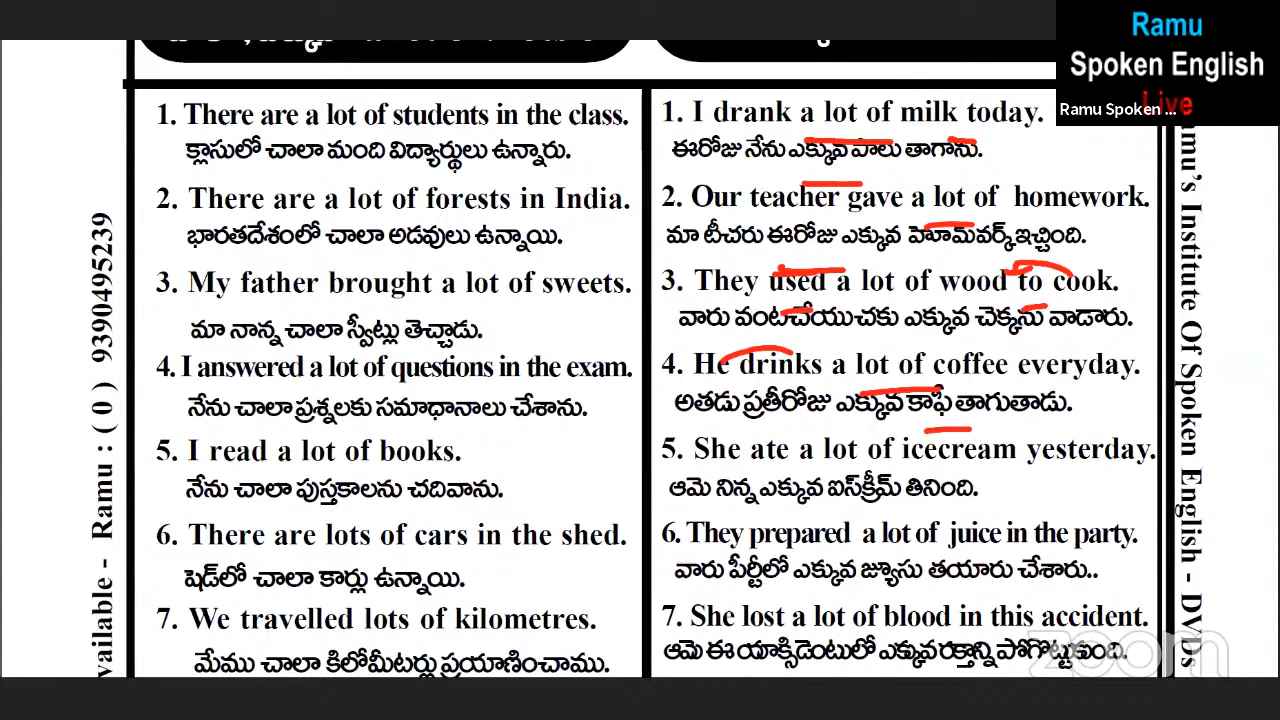 Ramu
Spoken English
Live
Ramu Spoken ...
1. There are a lot of students in the class.
క్లాసులో చాలా మంది విద్యార్థులు ఉన్నారు.
2. There are a lot of forests in India.
భారతదేశంలో చాలా అడవులు ఉన్నాయి.
3. My father brought a lot of sweets.
మా నాన్న చాలా స్వీట్లు తెచ్చాడు.
4. I answered a lot of questions in the exam.
నేను చాలా ప్రశ్నలకు సమాధానాలు చేశాను.
5. I read a lot of books.
నేను చాలా పుస్తకాలను చదివాను.
6. There are lots of cars in the shed.
షెడ్‌లో చాలా కార్లు ఉన్నాయి.
7. We travelled lots of kilometres.
మేము చాలా కిలోమీటర్లు ప్రయాణించాము.
1. I drank a lot of milk today.
ఈరోజు నేను ఎక్కువ పాలు తాగాను.
2. Our teacher gave a lot of homework.
మా టీచరు ఈరోజు ఎక్కువ హెూమ్‌వర్క్ ఇచ్చింది.
3. They used a lot of wood to cook.
వారు వంటచేయుచకు ఎక్కువ చెక్కను వాడారు.
4. He drinks a lot of coffee everyday.
అతడు ప్రతీరోజు ఎక్కువ కాఫీ తాగుతాడు.
5. She ate a lot of icecream yesterday.
ఆమె నిన్న ఎక్కువ ఐస్‌క్రీమ్ తినింది.
6. They prepared a lot of juice in the party.
వారు పీర్టీలో ఎక్కువ జ్యూసు తయారు చేశారు..
7. She lost a lot of blood in this accident.
ఆమె ఈ యాక్సిడెంటులో ఎక్కువ రక్తాన్ని పోగొట్టుకుంది.
vailable - Ramu : ( 0 ) 9390495239
amu's Institute Of Spoken English - DVDs
zoom